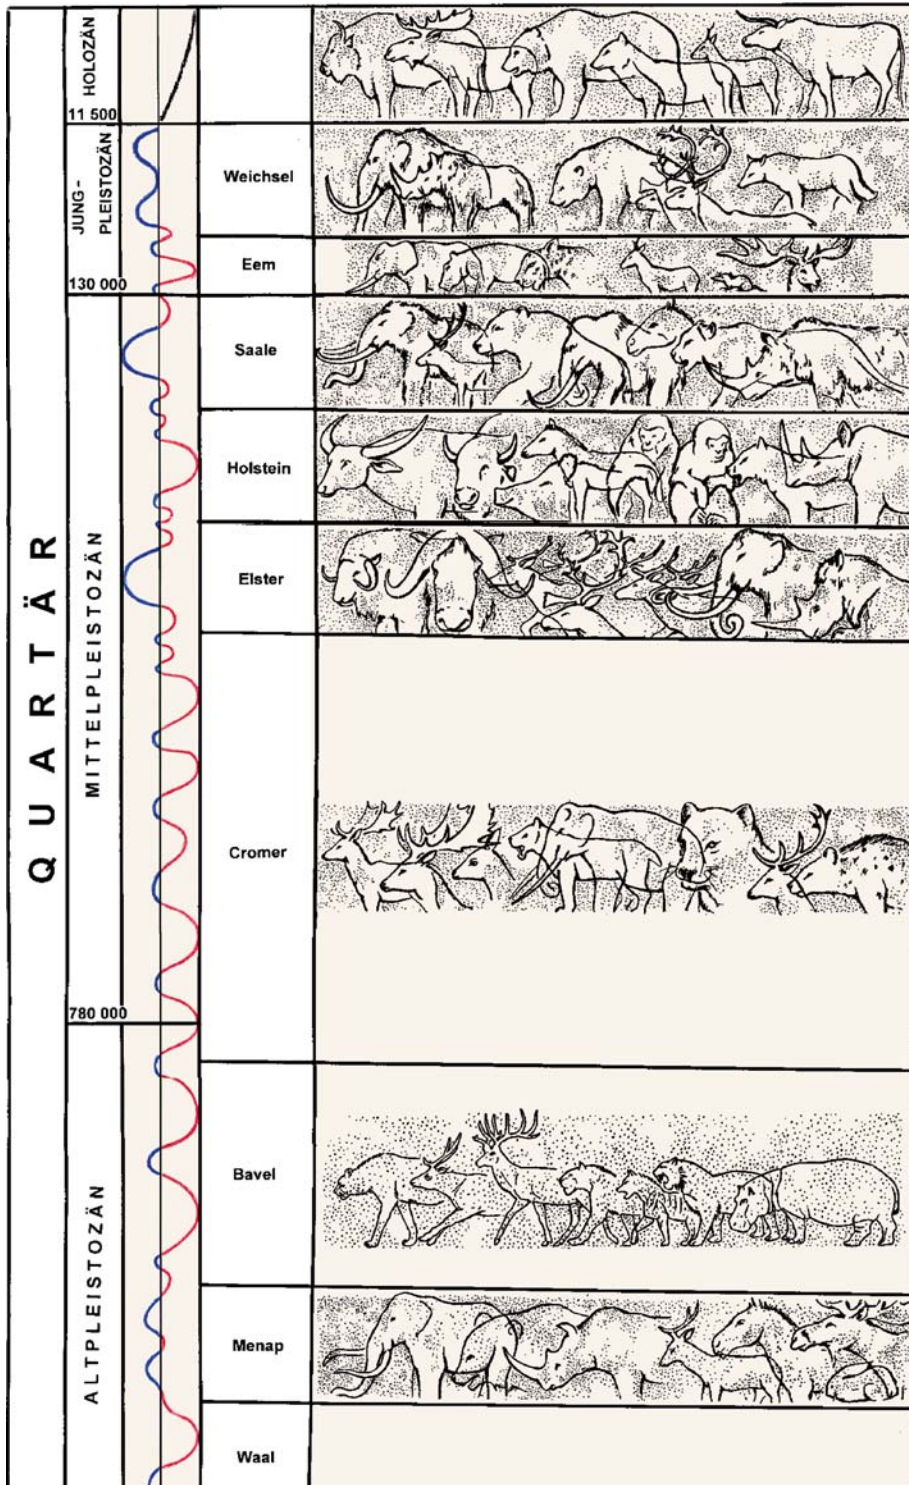 QUARTÄR
HOLOZÄN
11 500
JUNG-
PLEISTOZÄN
130 000
MITTELPLEISTOZÄN
780 000
ALTPLEISTOZÄN
Weichsel
Eem
Saale
Holstein
Elster
Cromer
Bavel
Menap
Waal